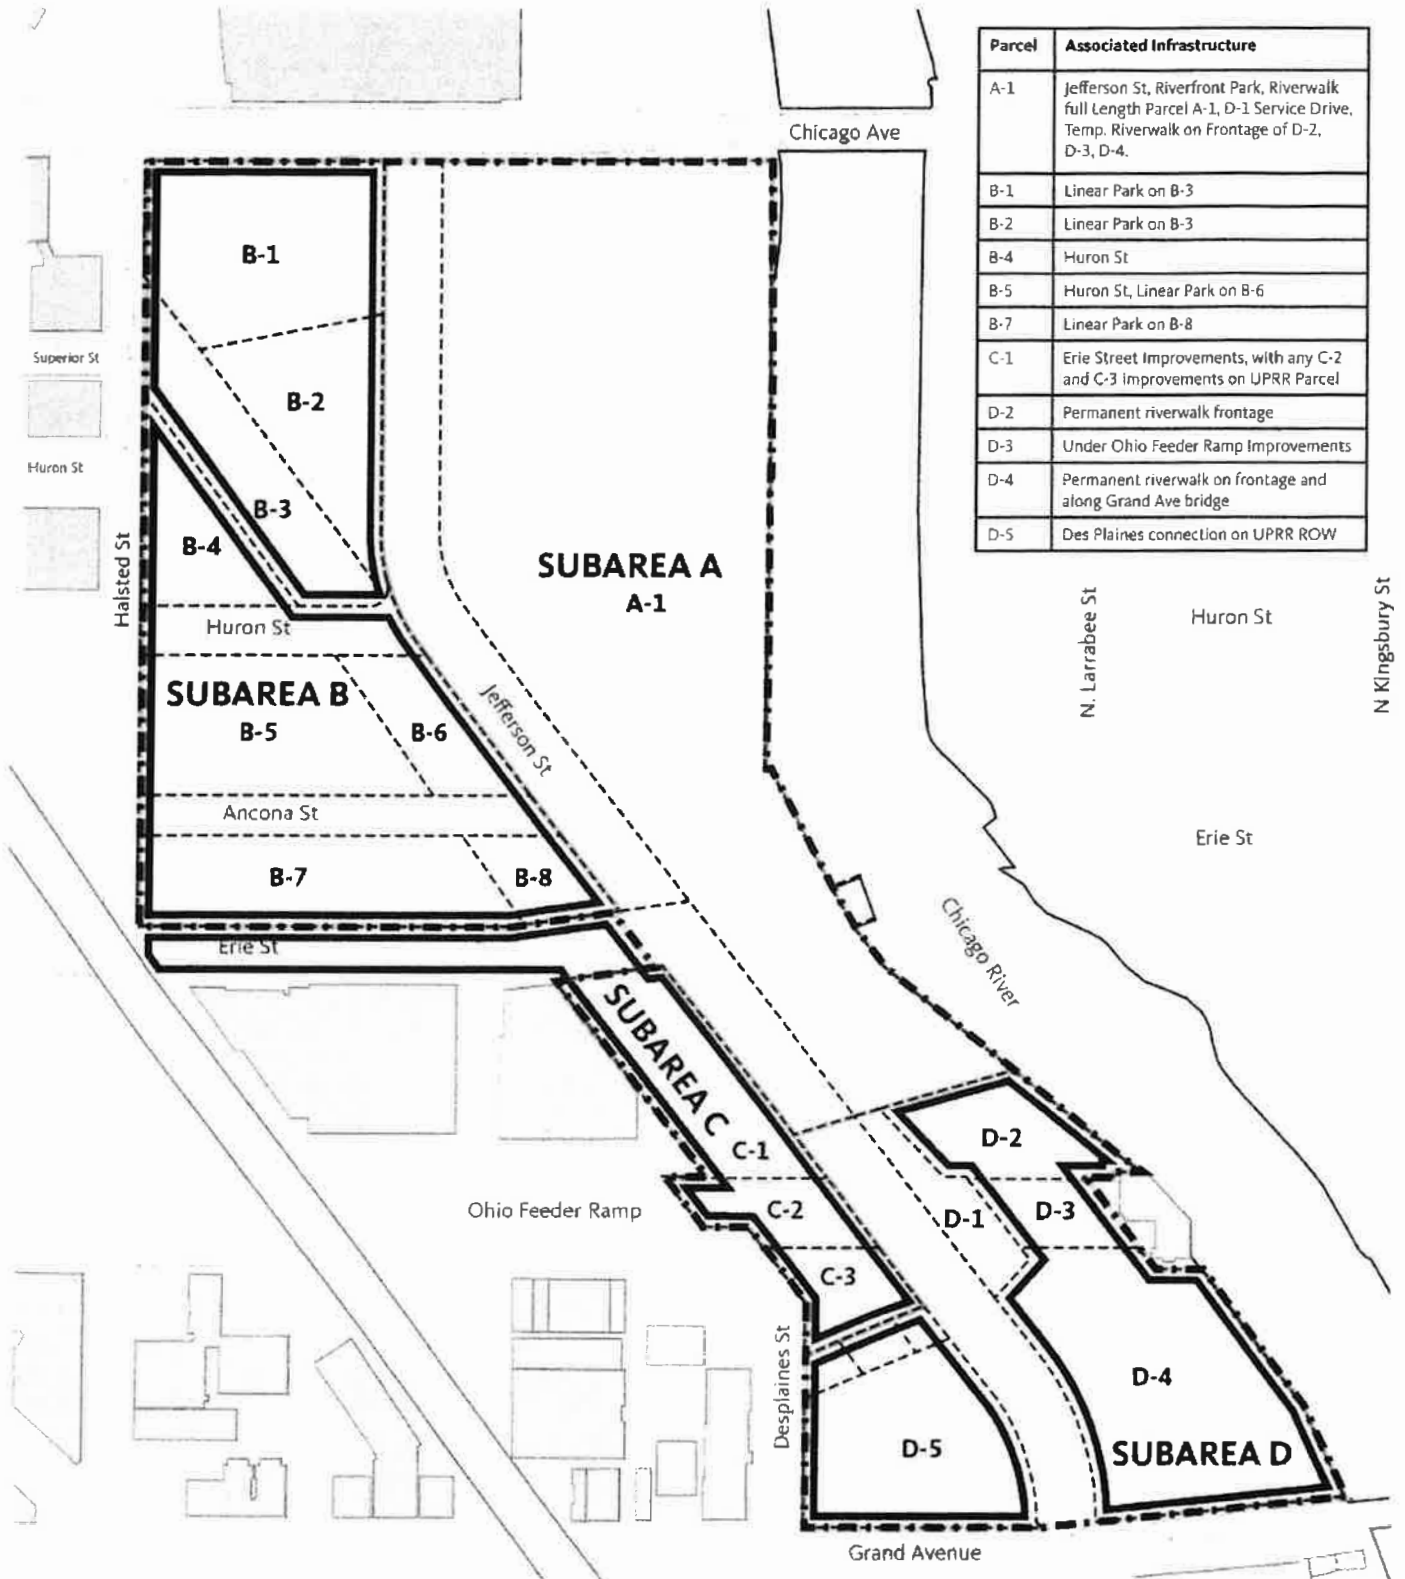 Parcel Associated Infrastructure
A-1 Jefferson St, Riverfront Park, Riverwalk
full Length Parcel A-1, D-1 Service Drive,
Temp. Riverwalk on Frontage of D-2,
D-3, D-4.
B-1 Linear Park on B-3
B-2 Linear Park on B-3
B-4 Huron St
B-5 Huron St, Linear Park on B-6
B-7 Linear Park on B-8
C-1 Erie Street Improvements, with any C-2
and C-3 improvements on UPRR Parcel
D-2 Permanent riverwalk frontage
D-3 Under Ohio Feeder Ramp Improvements
D-4 Permanent riverwalk on frontage and
along Grand Ave bridge
D-5 Des Plaines connection on UPRR ROW
Chicago Ave
B-1
Superior St
B-2
Huron St
B-3
B-4
Halsted St
SUBAREA A
A-1
N. Larrabee St
Huron St
N Kingsbury St
Huron St
SUBAREA B
B-5
B-6
Jefferson St
Ancona St
Erie St
B-7
B-8
Chicago River
Erie St
SUBAREA C
C-1
D-2
Ohio Feeder Ramp
C-2
D-1
D-3
C-3
Desplaines St
D-4
D-5
SUBAREA D
Grand Avenue